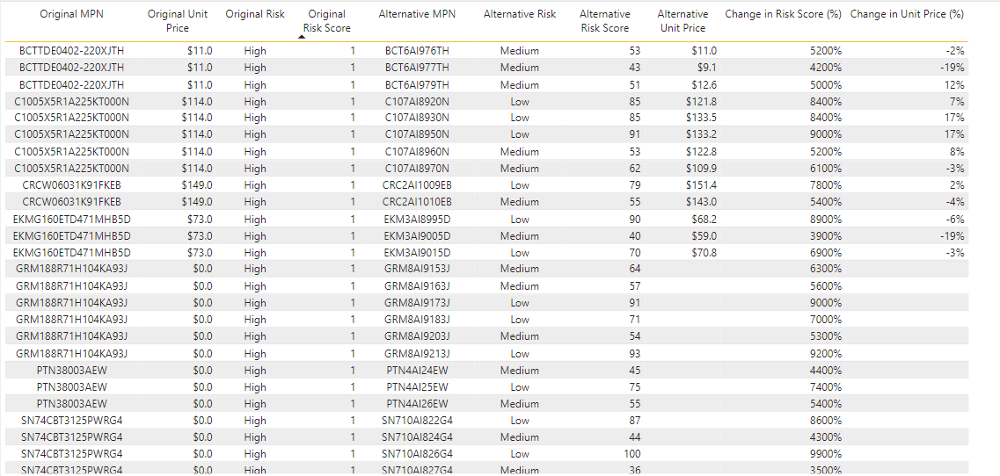 Original MPN Original Unit Price Original Risk Original Risk Score Alternative MPN Alternative Risk Alternative Risk Score Alternative Unit Price Change in Risk Score (%) Change in Unit Price (%)
BCTTDE0402-220XJTH $11.0 High 1 BCT6AI976TH Medium 53 $11.0 5200% -2%
BCTTDE0402-220XJTH $11.0 High 1 BCT6AI977TH Medium 43 $9.1 4200% -19%
BCTTDE0402-220XJTH $11.0 High 1 BCT6AI979TH Medium 51 $12.6 5000% 12%
C1005X5R1A225KT000N $114.0 High 1 C107AI8920N Low 85 $121.8 8400% 7%
C1005X5R1A225KT000N $114.0 High 1 C107AI8930N Low 85 $133.5 8400% 17%
C1005X5R1A225KT000N $114.0 High 1 C107AI8950N Low 91 $133.2 9000% 17%
C1005X5R1A225KT000N $114.0 High 1 C107AI8960N Medium 53 $122.8 5200% 8%
C1005X5R1A225KT000N $114.0 High 1 C107AI8970N Medium 62 $109.9 6100% -3%
CRCW06031K91FKEB $149.0 High 1 CRC2AI1009EB Low 79 $151.4 7800% 2%
CRCW06031K91FKEB $149.0 High 1 CRC2AI1010EB Medium 55 $143.0 5400% -4%
EKMG160ETD471MHB5D $73.0 High 1 EKM3AI8995D Low 90 $68.2 8900% -6%
EKMG160ETD471MHB5D $73.0 High 1 EKM3AI9005D Medium 40 $59.0 3900% -19%
EKMG160ETD471MHB5D $73.0 High 1 EKM3AI9015D Low 70 $70.8 6900% -3%
GRM188R71H104KA93J $0.0 High 1 GRM8AI9153J Medium 64 6300%
GRM188R71H104KA93J $0.0 High 1 GRM8AI9163J Medium 57 5600%
GRM188R71H104KA93J $0.0 High 1 GRM8AI9173J Low 91 9000%
GRM188R71H104KA93J $0.0 High 1 GRM8AI9183J Low 71 7000%
GRM188R71H104KA93J $0.0 High 1 GRM8AI9203J Medium 54 5300%
GRM188R71H104KA93J $0.0 High 1 GRM8AI9213J Low 93 9200%
PTN38003AEW $0.0 High 1 PTN4AI24EW Medium 45 4400%
PTN38003AEW $0.0 High 1 PTN4AI25EW Low 75 7400%
PTN38003AEW $0.0 High 1 PTN4AI26EW Medium 55 5400%
SN74CBT3125PWRG4 $0.0 High 1 SN710AI822G4 Low 87 8600%
SN74CBT3125PWRG4 $0.0 High 1 SN710AI824G4 Medium 44 4300%
SN74CBT3125PWRG4 $0.0 High 1 SN710AI826G4 Low 100 9900%
SN74CBT3125PWRG4 $0.0 High 1 SN710AI827G4 Medium 36 3500%